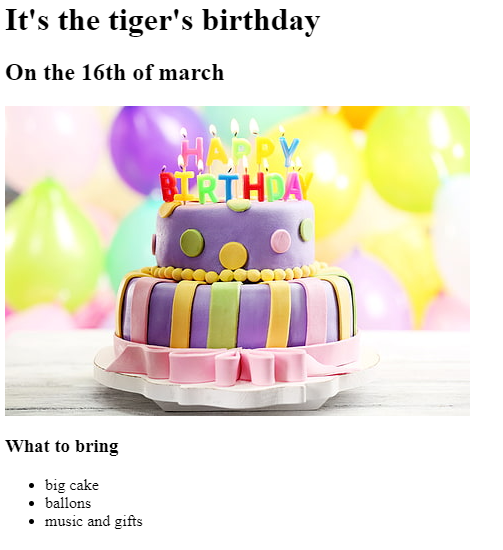 It's the tiger's birthday
On the 16th of march
HAPPY
BIRTHDAY
What to bring
big cake
ballons
music and gifts